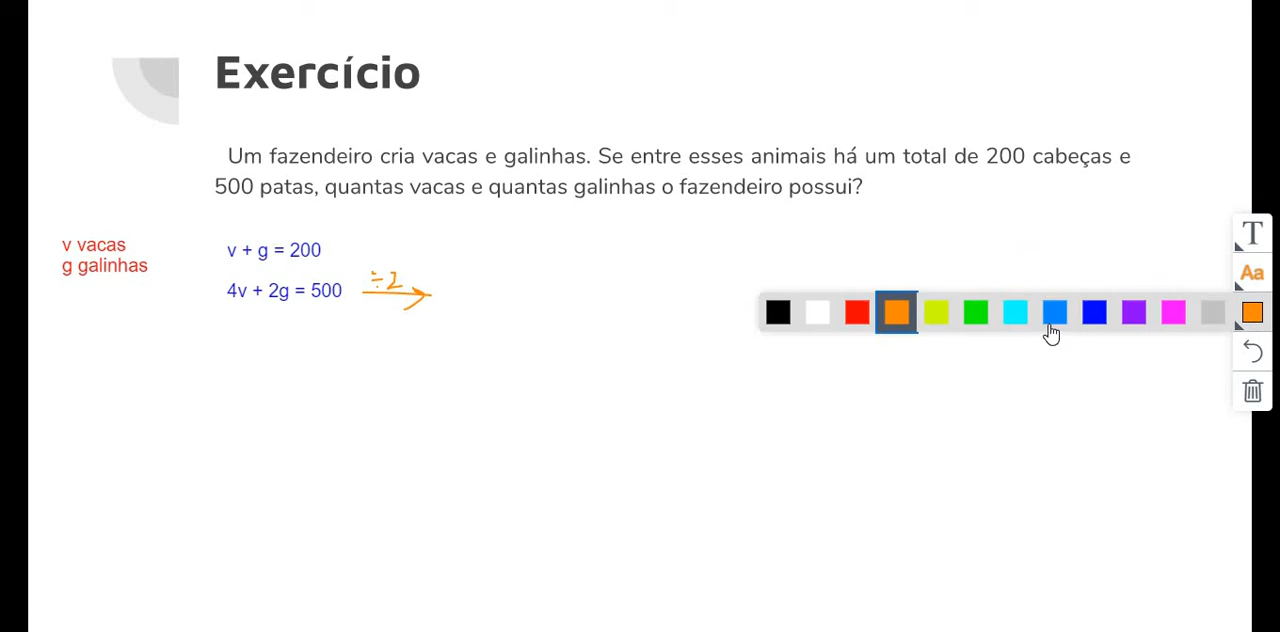 Exercício
Um fazendeiro cria vacas e galinhas. Se entre esses animais há um total de 200 cabeças e
500 patas, quantas vacas e quantas galinhas o fazendeiro possui?
v vacas
g galinhas
v + g = 200
4v + 2g = 500
÷2
T
Aa